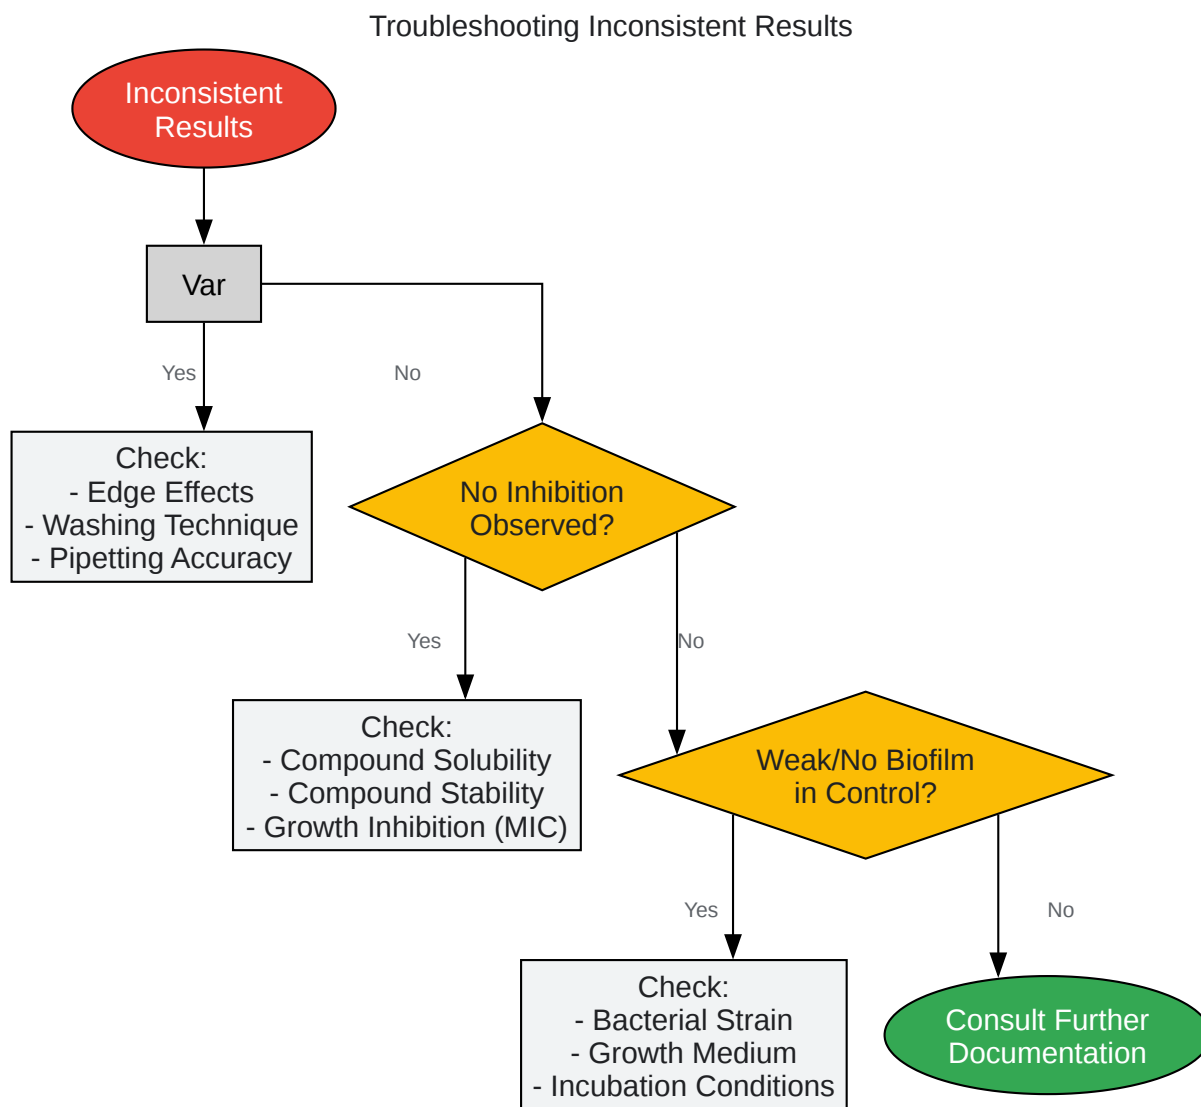 Troubleshooting Inconsistent Results
Inconsistent
Results
Var
Yes
No
Check:
- Edge Effects
- Washing Technique
- Pipetting Accuracy
No Inhibition
Observed?
Yes
No
Check:
- Compound Solubility
- Compound Stability
- Growth Inhibition (MIC)
Weak/No Biofilm
in Control?
Yes
No
Check:
- Bacterial Strain
- Growth Medium
- Incubation Conditions
Consult Further
Documentation